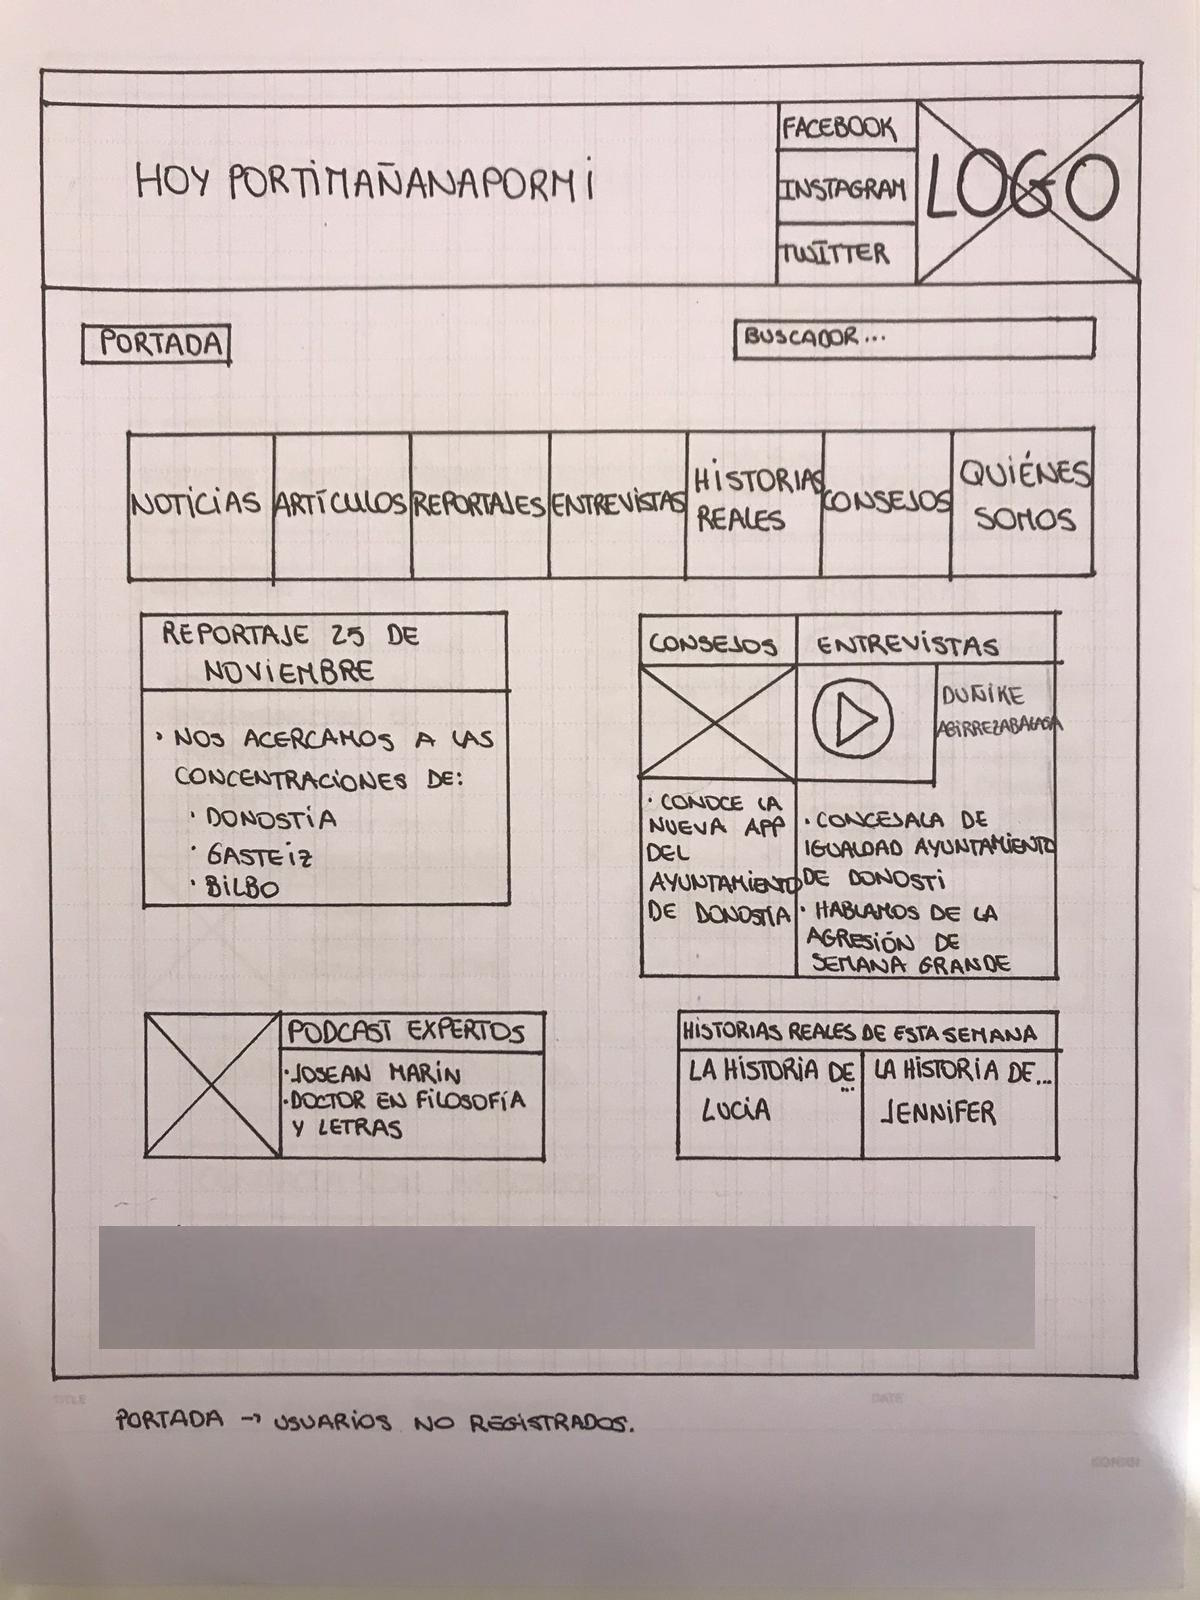 HOY PORTIMAÑANAPORMI
FACEBOOK
INSTAGRAM
TWITTER
LOGO
PORTADA
BUSCADOR...
NOTICIAS
ARTÍCULOS
REPORTAJES
ENTREVISTAS
HISTORIAS
REALES
CONSEJOS
QUIÉNES
SOMOS
REPORTAJE 25 DE
NOVIEMBRE
· NOS ACERCAMOS A LAS
CONCENTRACIONES DE:
· DONOSTIA
· GASTEIZ
· BILBO
CONSEJOS
· CONOCE LA
NUEVA APP
DEL
AYUNTAMIENTO
DE DONOSTIA
ENTREVISTAS
DUÑIKE
AGIRREZABALAGA
· CONCEJALA DE
IGUALDAD AYUNTAMIENTO
DE DONOSTI
· HABLAMOS DE LA
AGRESIÓN DE
SEMANA GRANDE
PODCAST EXPERTOS
· JOSEAN MARÍN
· DOCTOR EN FILOSOFÍA
Y LETRAS
HISTORIAS REALES DE ESTA SEMANA
LA HISTORIA DE...
LUCIA
LA HISTORIA DE...
JENNIFER
TITLE
DATE
PORTADA → USUARIOS NO REGISTRADOS.